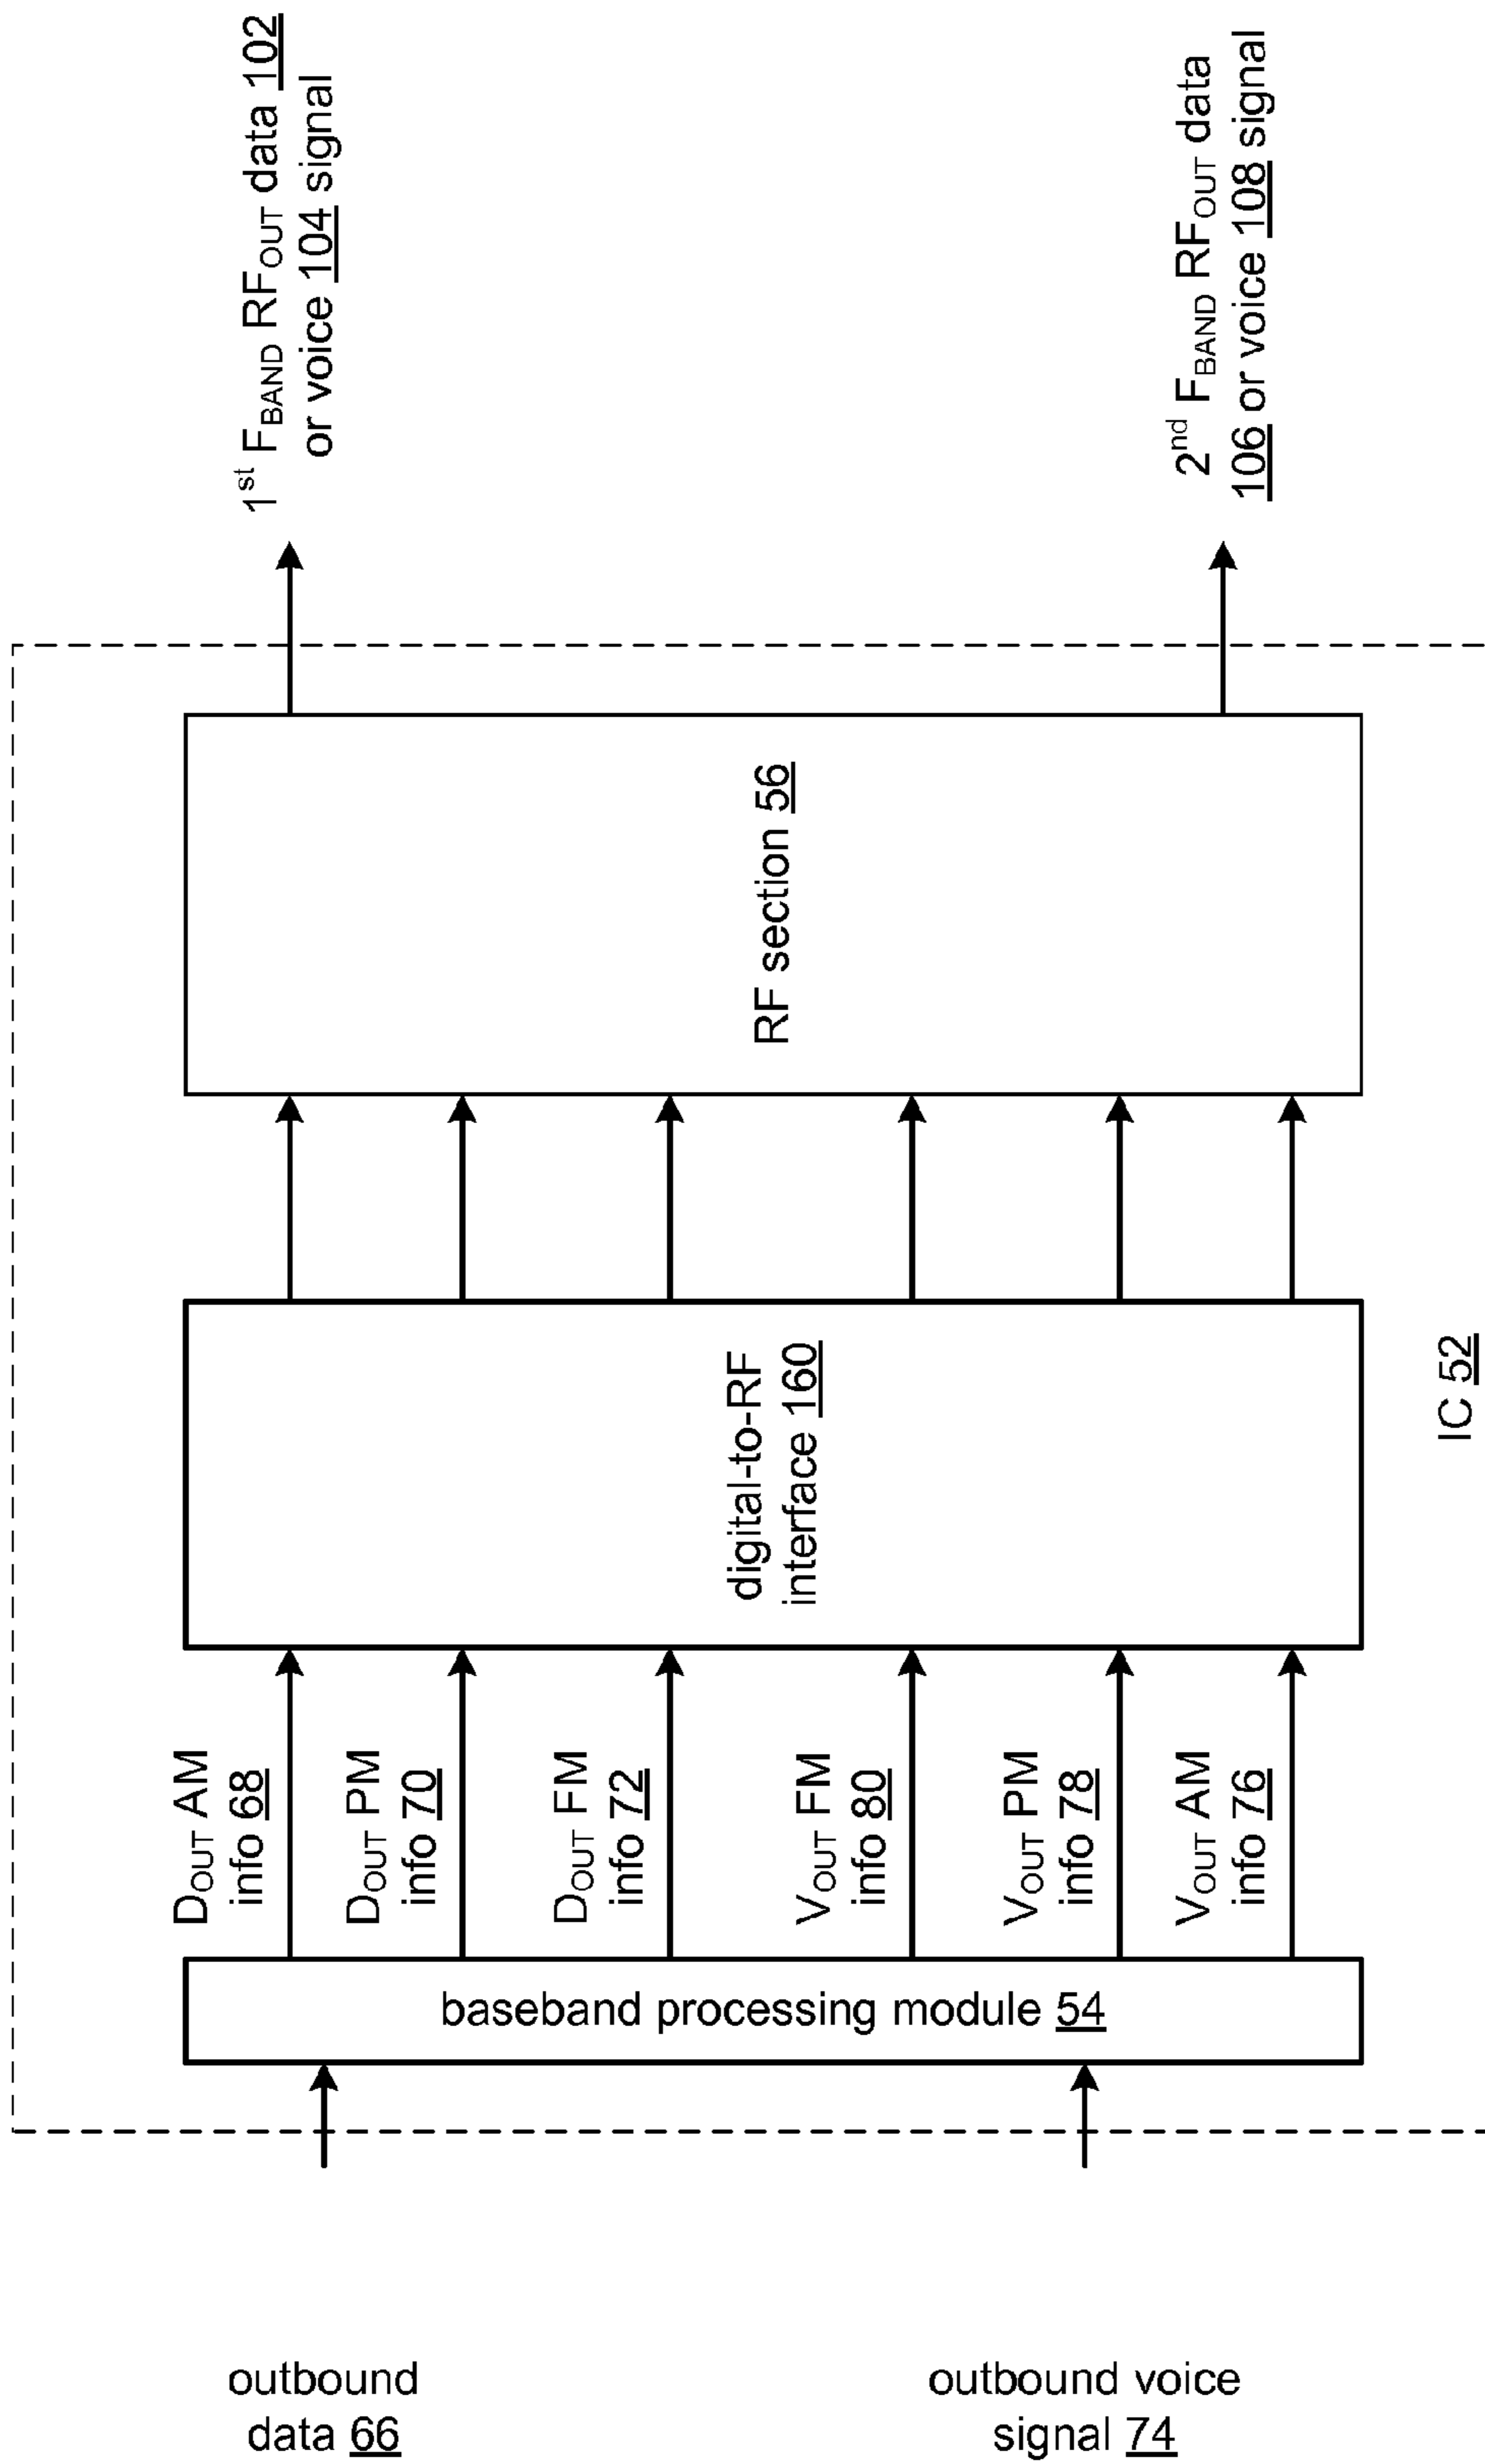 1st FBAND RFOUT data 102
or voice 104 signal
2nd FBAND RFOUT data
106 or voice 108 signal
RF section 56
digital-to-RF
interface 160
IC 52
DOUT AM
info 68
DOUT PM
info 70
DOUT FM
info 72
VOUT FM
info 80
VOUT PM
info 78
VOUT AM
info 76
baseband processing module 54
outbound
data 66
outbound voice
signal 74